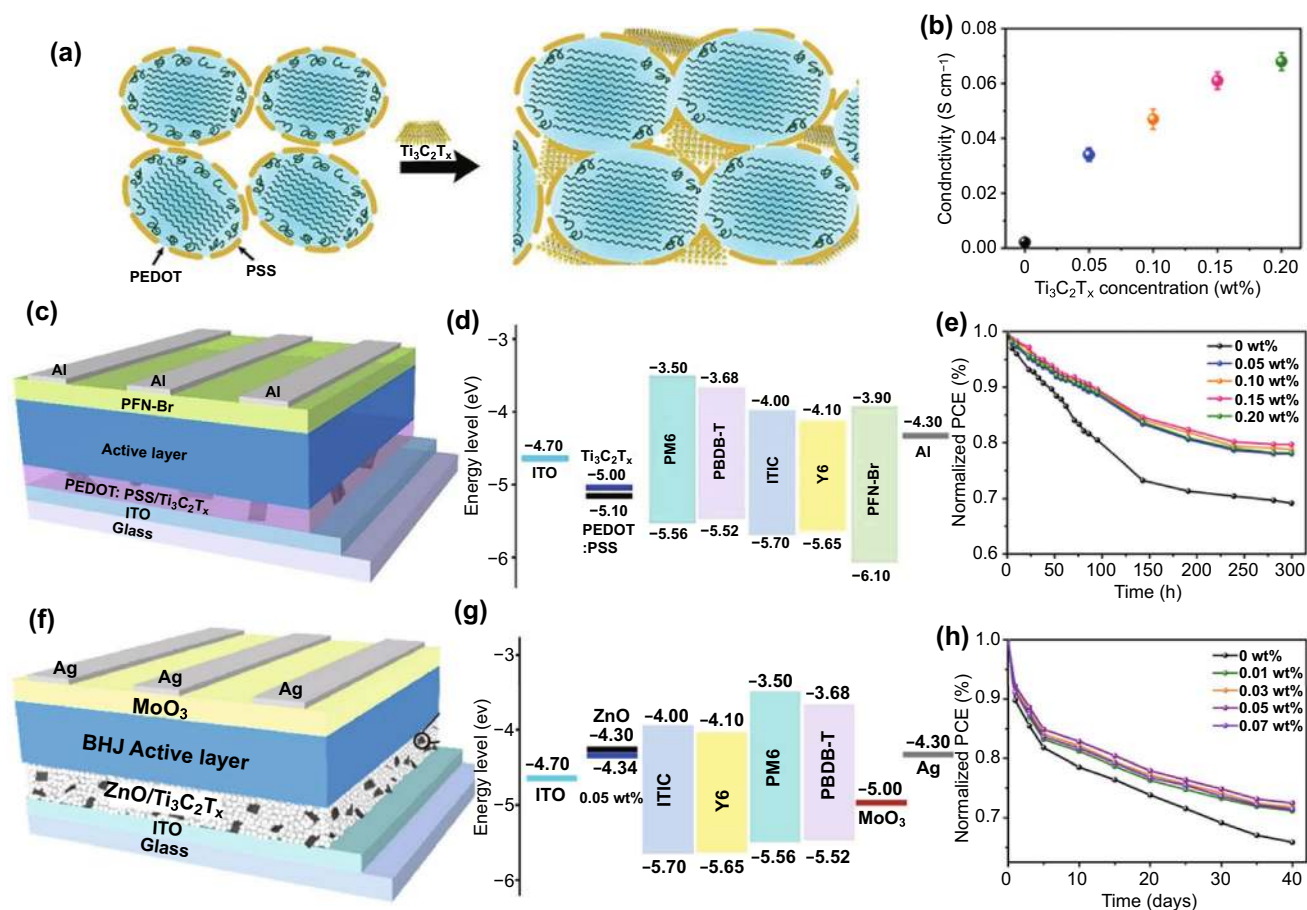 (a)
Ti₃C₂Tₓ
PEDOT
PSS
(b)
Condnctivity (S cm⁻¹)
0.08
0.06
0.04
0.02
0.00
0 0.05 0.10 0.15 0.20
Ti₃C₂Tₓ concentration (wt%)
(c)
Al
Al
Al
PFN-Br
Active layer
PEDOT: PSS/Ti₃C₂Tₓ
ITO
Glass
(d)
Energy level (eV)
−3
−4
−5
−6
−4.70
ITO
Ti₃C₂Tₓ
−5.00
−5.10
PEDOT
:PSS
−3.50
PM6
−5.56
−3.68
PBDB-T
−5.52
−4.00
ITIC
−5.70
−4.10
Y6
−5.65
−3.90
PFN-Br
−6.10
−4.30
Al
(e)
Normalized PCE (%)
1.0
0.9
0.8
0.7
0.6
0 wt%
0.05 wt%
0.10 wt%
0.15 wt%
0.20 wt%
0 50 100 150 200 250 300
Time (h)
(f)
Ag
Ag
Ag
MoO₃
BHJ Active layer
ZnO/Ti₃C₂Tₓ
ITO
Glass
(g)
Energy level (ev)
−3
−4
−5
−6
−4.70
ITO
ZnO
−4.30
−4.34
0.05 wt%
−4.00
ITIC
−5.70
−4.10
Y6
−5.65
−3.50
PM6
−5.56
−3.68
PBDB-T
−5.52
−5.00
MoO₃
−4.30
Ag
(h)
Normalized PCE (%)
1.0
0.9
0.8
0.7
0 wt%
0.01 wt%
0.03 wt%
0.05 wt%
0.07 wt%
0 10 20 30 40
Time (days)